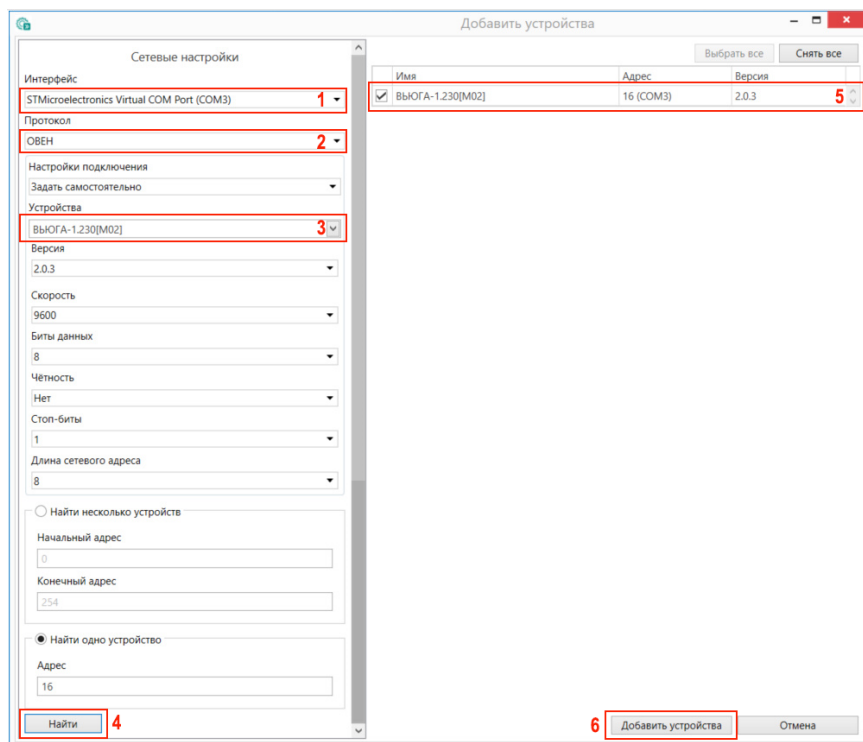 Добавить устройства
Сетевые настройки
Интерфейс
STMicroelectronics Virtual COM Port (COM3) 1
Протокол
ОВЕН 2
Настройки подключения
Задать самостоятельно
Устройства
ВЬЮГА-1.230[М02] 3
Версия
2.0.3
Скорость
9600
Биты данных
8
Чётность
Нет
Стоп-биты
1
Длина сетевого адреса
8
Найти несколько устройств
Начальный адрес
0
Конечный адрес
254
Найти одно устройство
Адрес
16
Найти 4
Выбрать все Снять все
Имя Адрес Версия
ВЬЮГА-1.230[М02] 16 (COM3) 2.0.3 5
6 Добавить устройства Отмена